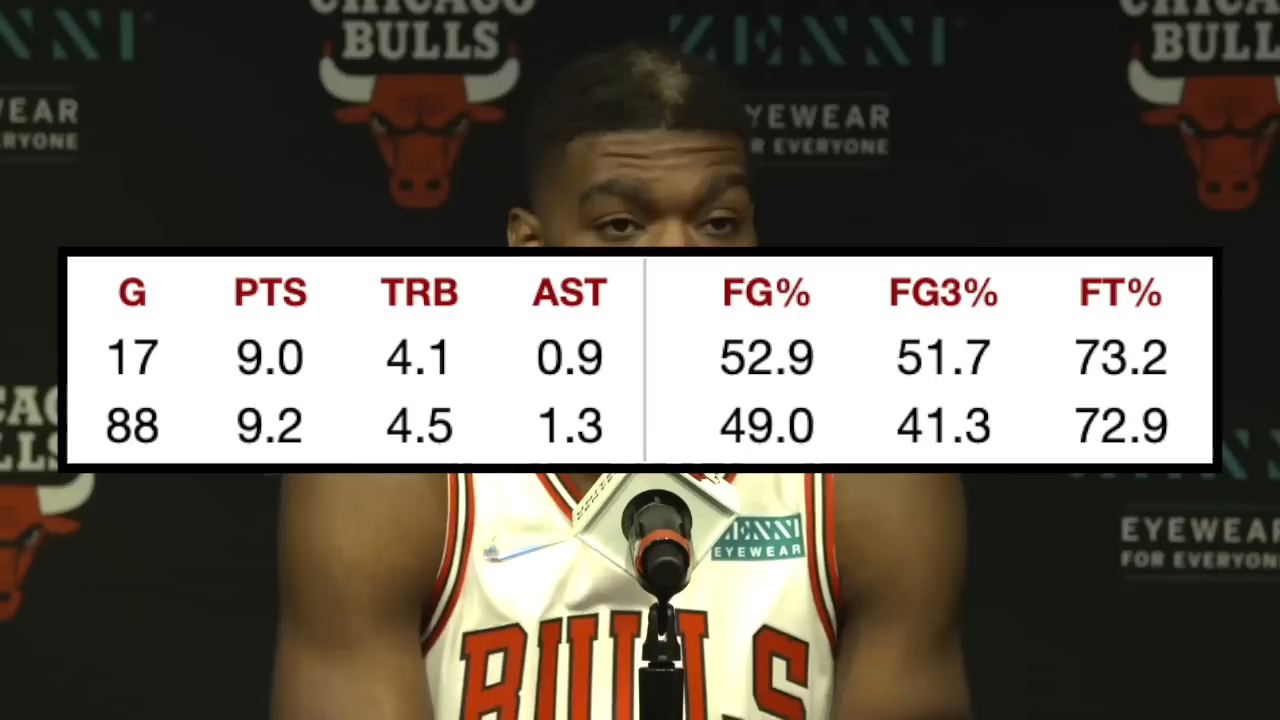 CHICAGO
BULLS
ZENNI
EYEWEAR
FOR EVERYONE
CHICAGO
BULLS
G PTS TRB AST FG% FG3% FT%
17 9.0 4.1 0.9 52.9 51.7 73.2
88 9.2 4.5 1.3 49.0 41.3 72.9
ZENNI
EYEWEAR
EYEWEAR
FOR EVERYONE
BULLS